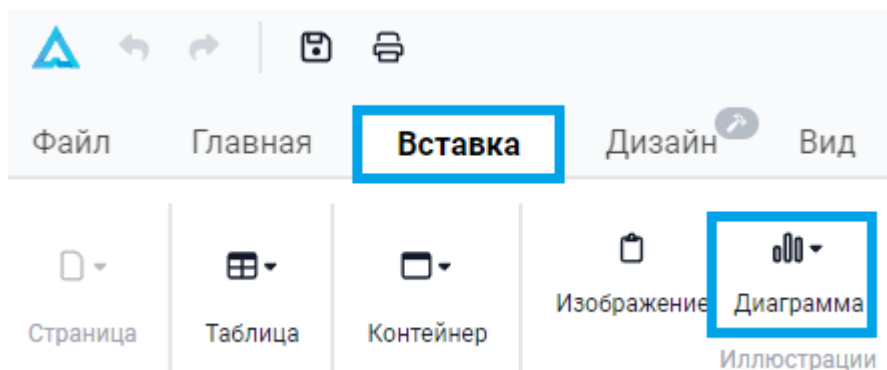 Файл Главная Вставка Дизайн Вид
Изображение Диаграмма
Страница Таблица Контейнер
Иллюстрации